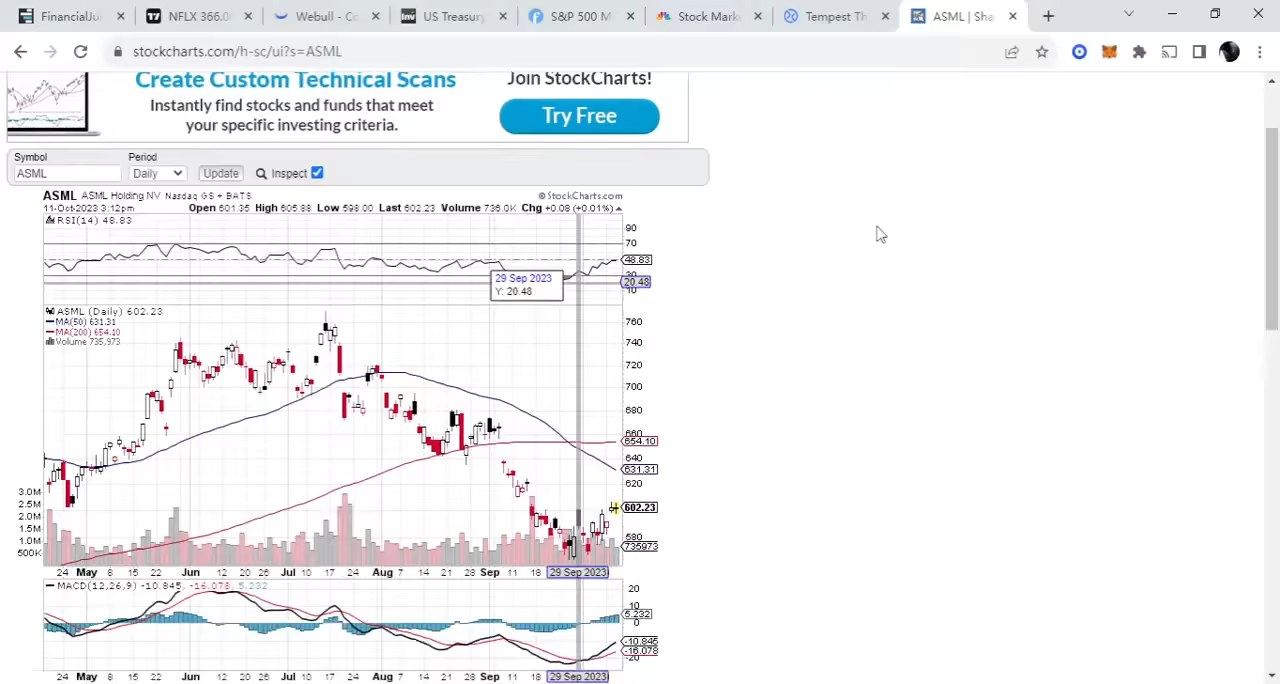 FinancialJu
NFLX 366.0
Webull - Co
US Treasury
S&P 500 M
Stock Mark
Tempest Th
ASML | Sha
stockcharts.com/h-sc/ui?s=ASML
Create Custom Technical Scans
Instantly find stocks and funds that meet
your specific investing criteria.
Join StockCharts!
Try Free
Symbol Period
ASML Daily Update Inspect
ASML ASML Holding NV Nasdaq GS + BATS © StockCharts.com
11-Oct-2023 3:12pm Open 601.35 High 605.88 Low 598.00 Last 602.23 Volume 736.0K Chg +0.08 (+0.01%)
RSI(14) 48.83
90
70
48.83
30
20.48
10
29 Sep 2023
Y: 20.48
ASML (Daily) 602.23
MA(50) 631.31
MA(200) 654.10
Volume 735,973
760
740
720
700
680
660
654.10
640
631.31
620
602.23
580
735973
3.0M
2.5M
2.0M
1.5M
1.0M
500K
24 May 8 15 22 Jun 12 20 26 Jul 10 17 24 Aug 7 14 21 28 Sep 11 18 29 Sep 2023
MACD(12,26,9) -10.845, -16.078, 5.232
20
10
5.232
0
-10.845
-16.078
-20
24 May 8 15 22 Jun 12 20 26 Jul 10 17 24 Aug 7 14 21 28 Sep 11 18 29 Sep 2023